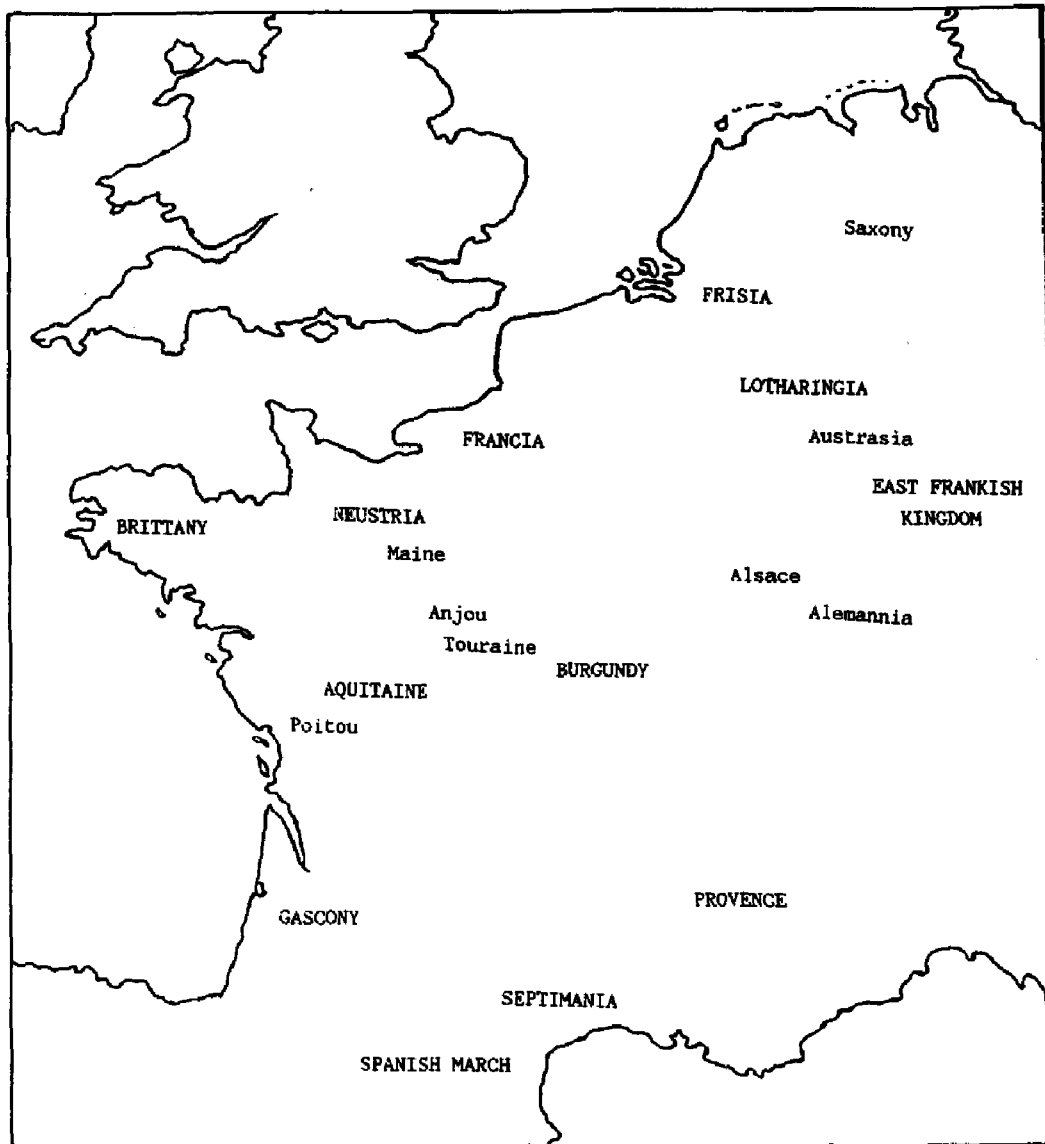 Saxony
FRISIA
LOTHARINGIA
FRANCIA
Austrasia
EAST FRANKISH
KINGDOM
BRITTANY
NEUSTRIA
Maine
Alsace
Anjou
Alemannia
Touraine
BURGUNDY
AQUITAINE
Poitou
PROVENCE
GASCONY
SEPTIMANIA
SPANISH MARCH